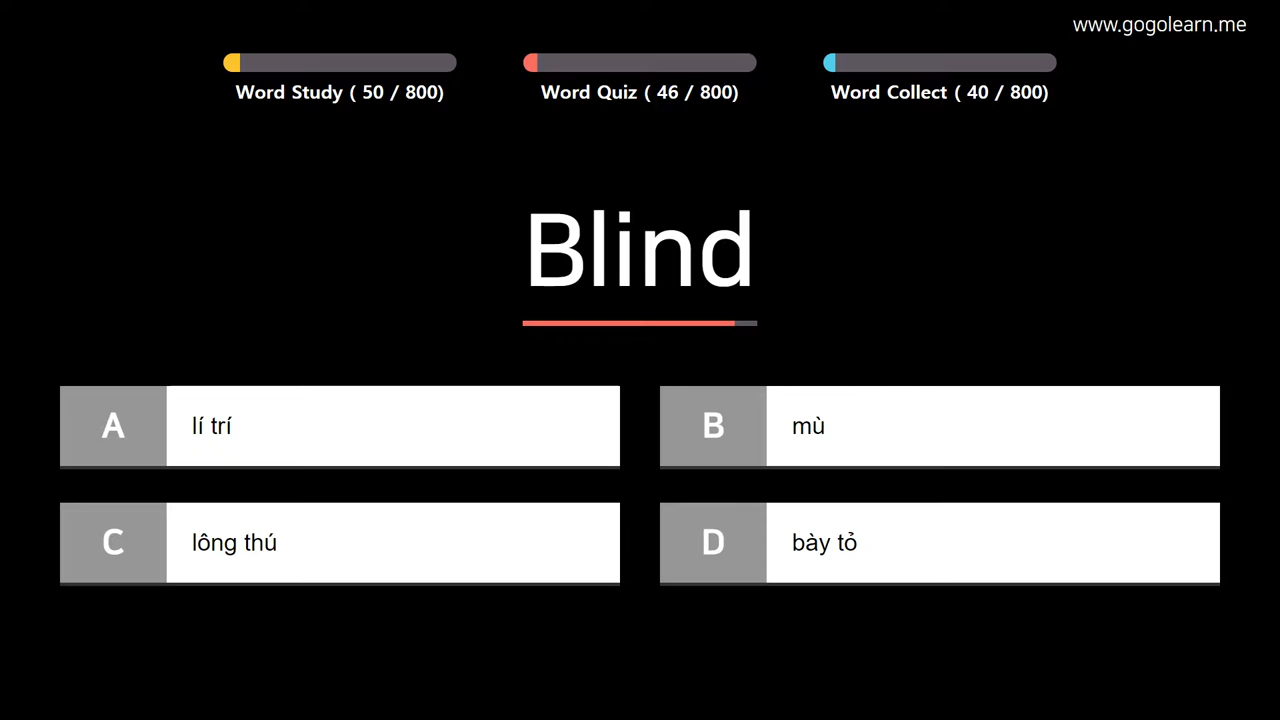 www.gogolearn.me
Word Study ( 50 / 800)
Word Quiz ( 46 / 800)
Word Collect ( 40 / 800)
Blind
A lí trí
B mù
C lông thú
D bày tỏ